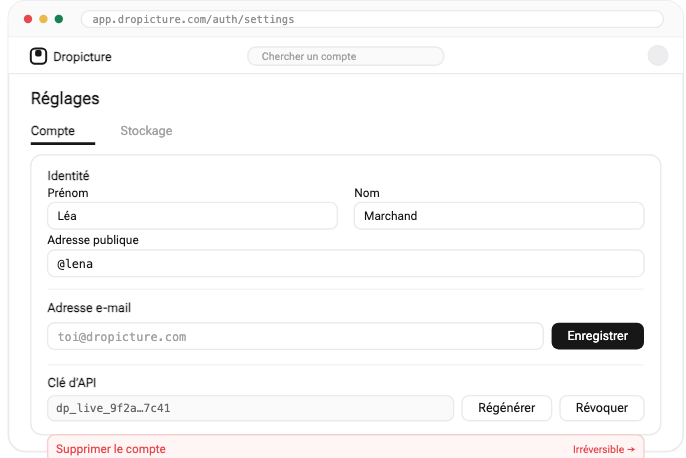 app.dropicture.com/auth/settings
Dropicture
Chercher un compte
Réglages
Compte Stockage
Identité
Prénom Nom
Léa Marchand
Adresse publique
@lena
Adresse e-mail
toi@dropicture.com Enregistrer
Clé d'API
dp_live_9f2a…7c41 Régénérer Révoquer
Supprimer le compte Irréversible →